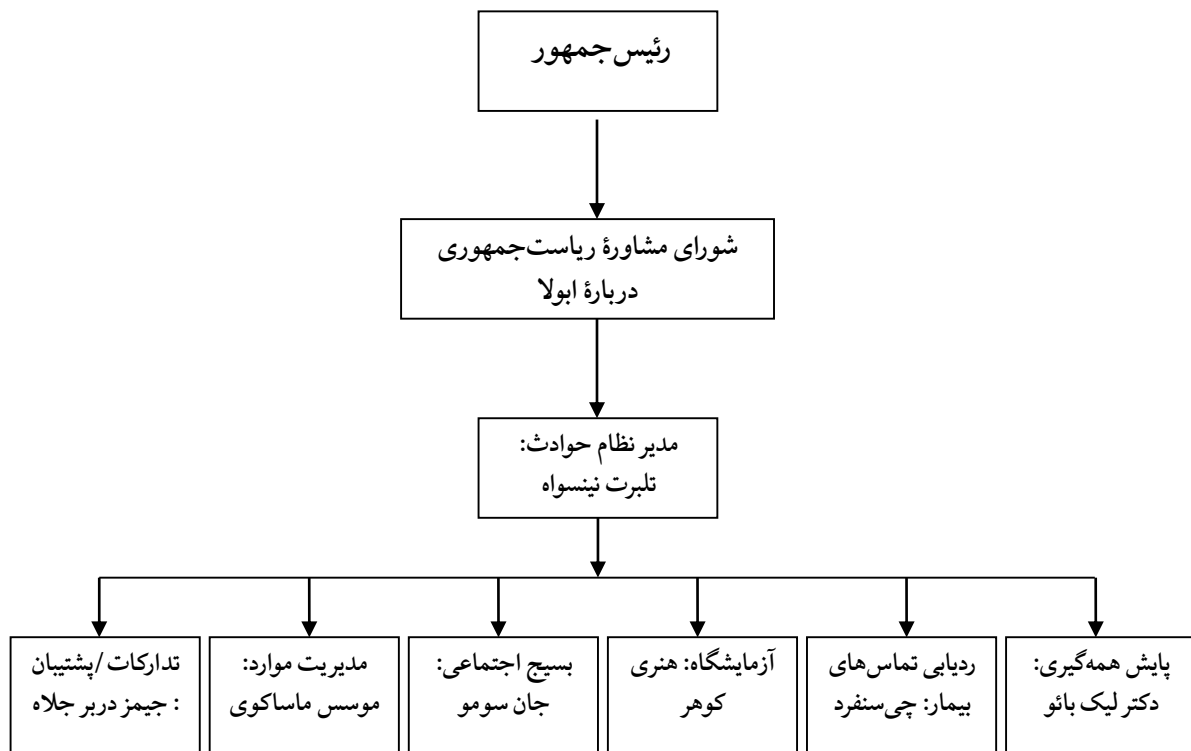 رئیس‌جمهور
شورای مشاورهٔ ریاست‌جمهوری
دربارهٔ ابولا
مدیر نظام حوادث:
تلبرت نینسواه
پایش همه‌گیری:
دکتر لیک بائو
ردیابی تماس‌های
بیمار: چی‌سنفرد
آزمایشگاه: هنری
کوهر
بسیج اجتماعی:
جان سومو
مدیریت موارد:
موسس ماساکوی
تدارکات /پشتیبان
: جیمز دربر جلاه